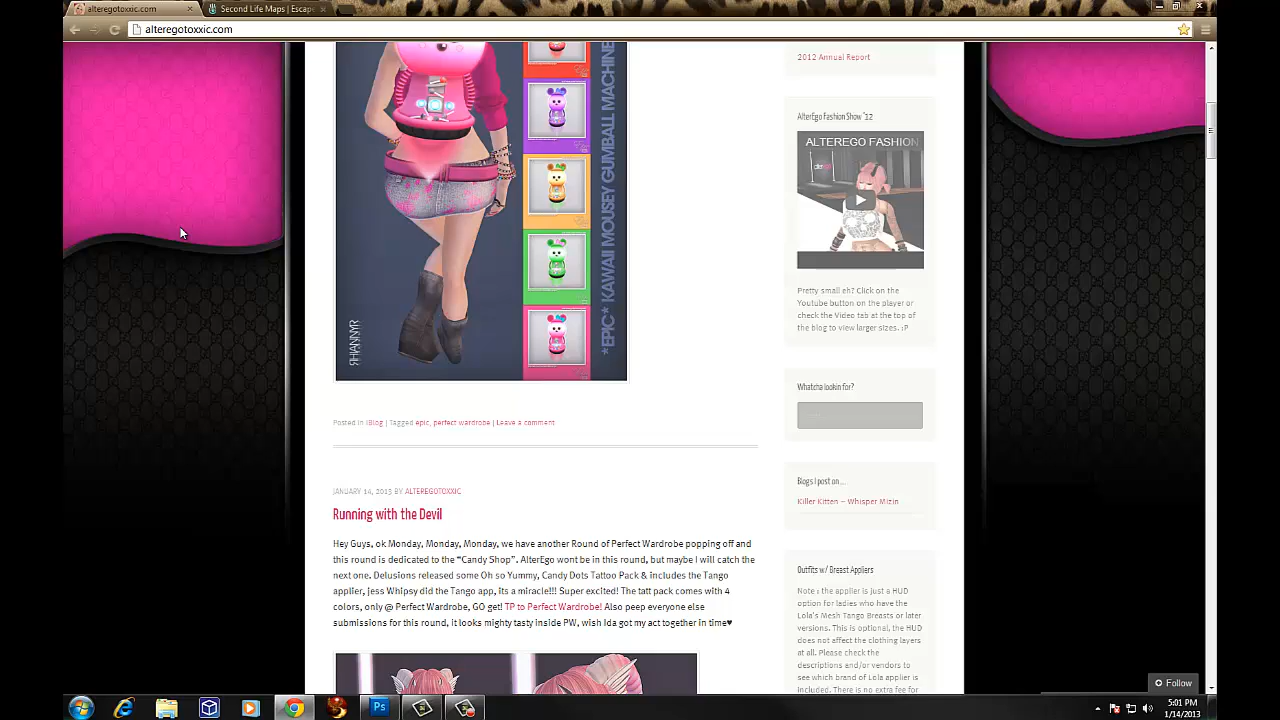 alteregotoxxic.com
Second Life Maps | Escap
alteregotoxxic.com
*EPIC* KAWAII MOUSEY GUMBALL MACHINE
RHIANNYR
2012 Annual Report
AlterEgo Fashion Show '12
ALTEREGO FASHION
Pretty small eh? Click on the
Youtube button on the player or
check the Video tab at the top of
the blog to view larger sizes. :P
Whatcha lookin for?
Posted in iBlog | Tagged epic, perfect wardrobe | Leave a comment
Blogs I post on....
Killer Kitten ~ Whisper Mizin
JANUARY 14, 2013 BY ALTEREGOTOXXIC
Running with the Devil
Hey Guys, ok Monday, Monday, Monday, we have another Round of Perfect Wardrobe popping off and
this round is dedicated to the “Candy Shop”. AlterEgo wont be in this round, but maybe I will catch the
next one. Delusions released some Oh so Yummy, Candy Dots Tattoo Pack & includes the Tango
applier, jess Whipsy did the Tango app, its a miracle!!! Super excited! The tatt pack comes with 4
colors, only @ Perfect Wardrobe, GO get! TP to Perfect Wardrobe! Also peep everyone else
submissions for this round, it looks mighty tasty inside PW, wish Ida got my act together in time♥
Outfits w/ Breast Appliers
Note : the applier is just a HUD
option for ladies who have the
Lola's Mesh Tango Breasts or later
versions. This is optional, the HUD
does not affect the clothing layers
at all. Please check the
descriptions and/or vendors to
see which brand of Lola applier is
included. There is no extra fee for
Follow
Ps
5:01 PM
1/14/2013